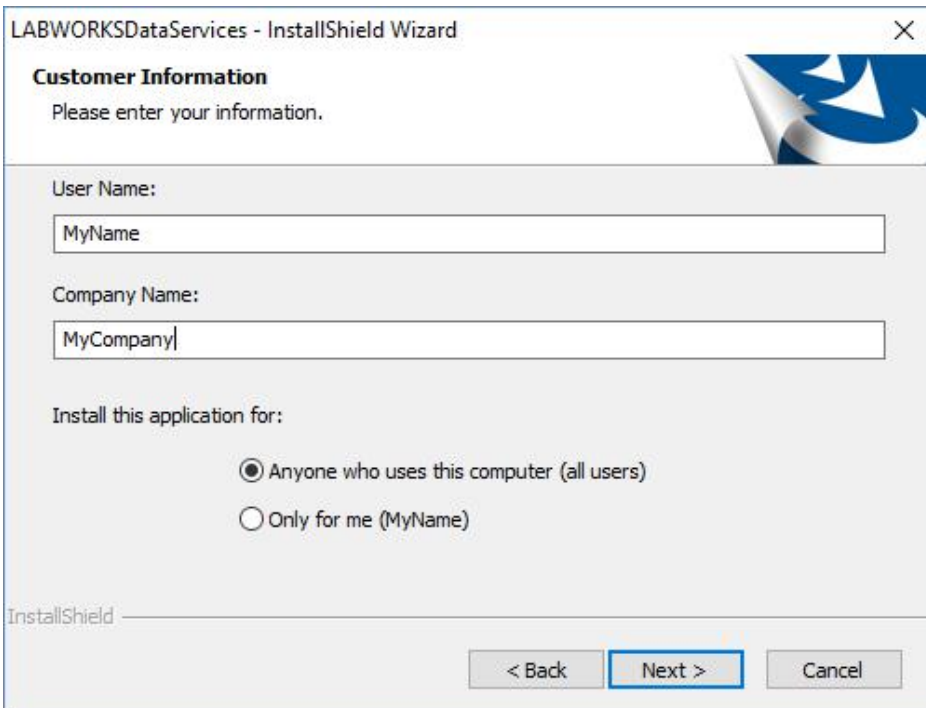 LABWORKSDataServices - InstallShield Wizard
Customer Information
Please enter your information.
User Name:
MyName
Company Name:
MyCompany
Install this application for:
Anyone who uses this computer (all users)
Only for me (MyName)
InstallShield
< Back Next > Cancel